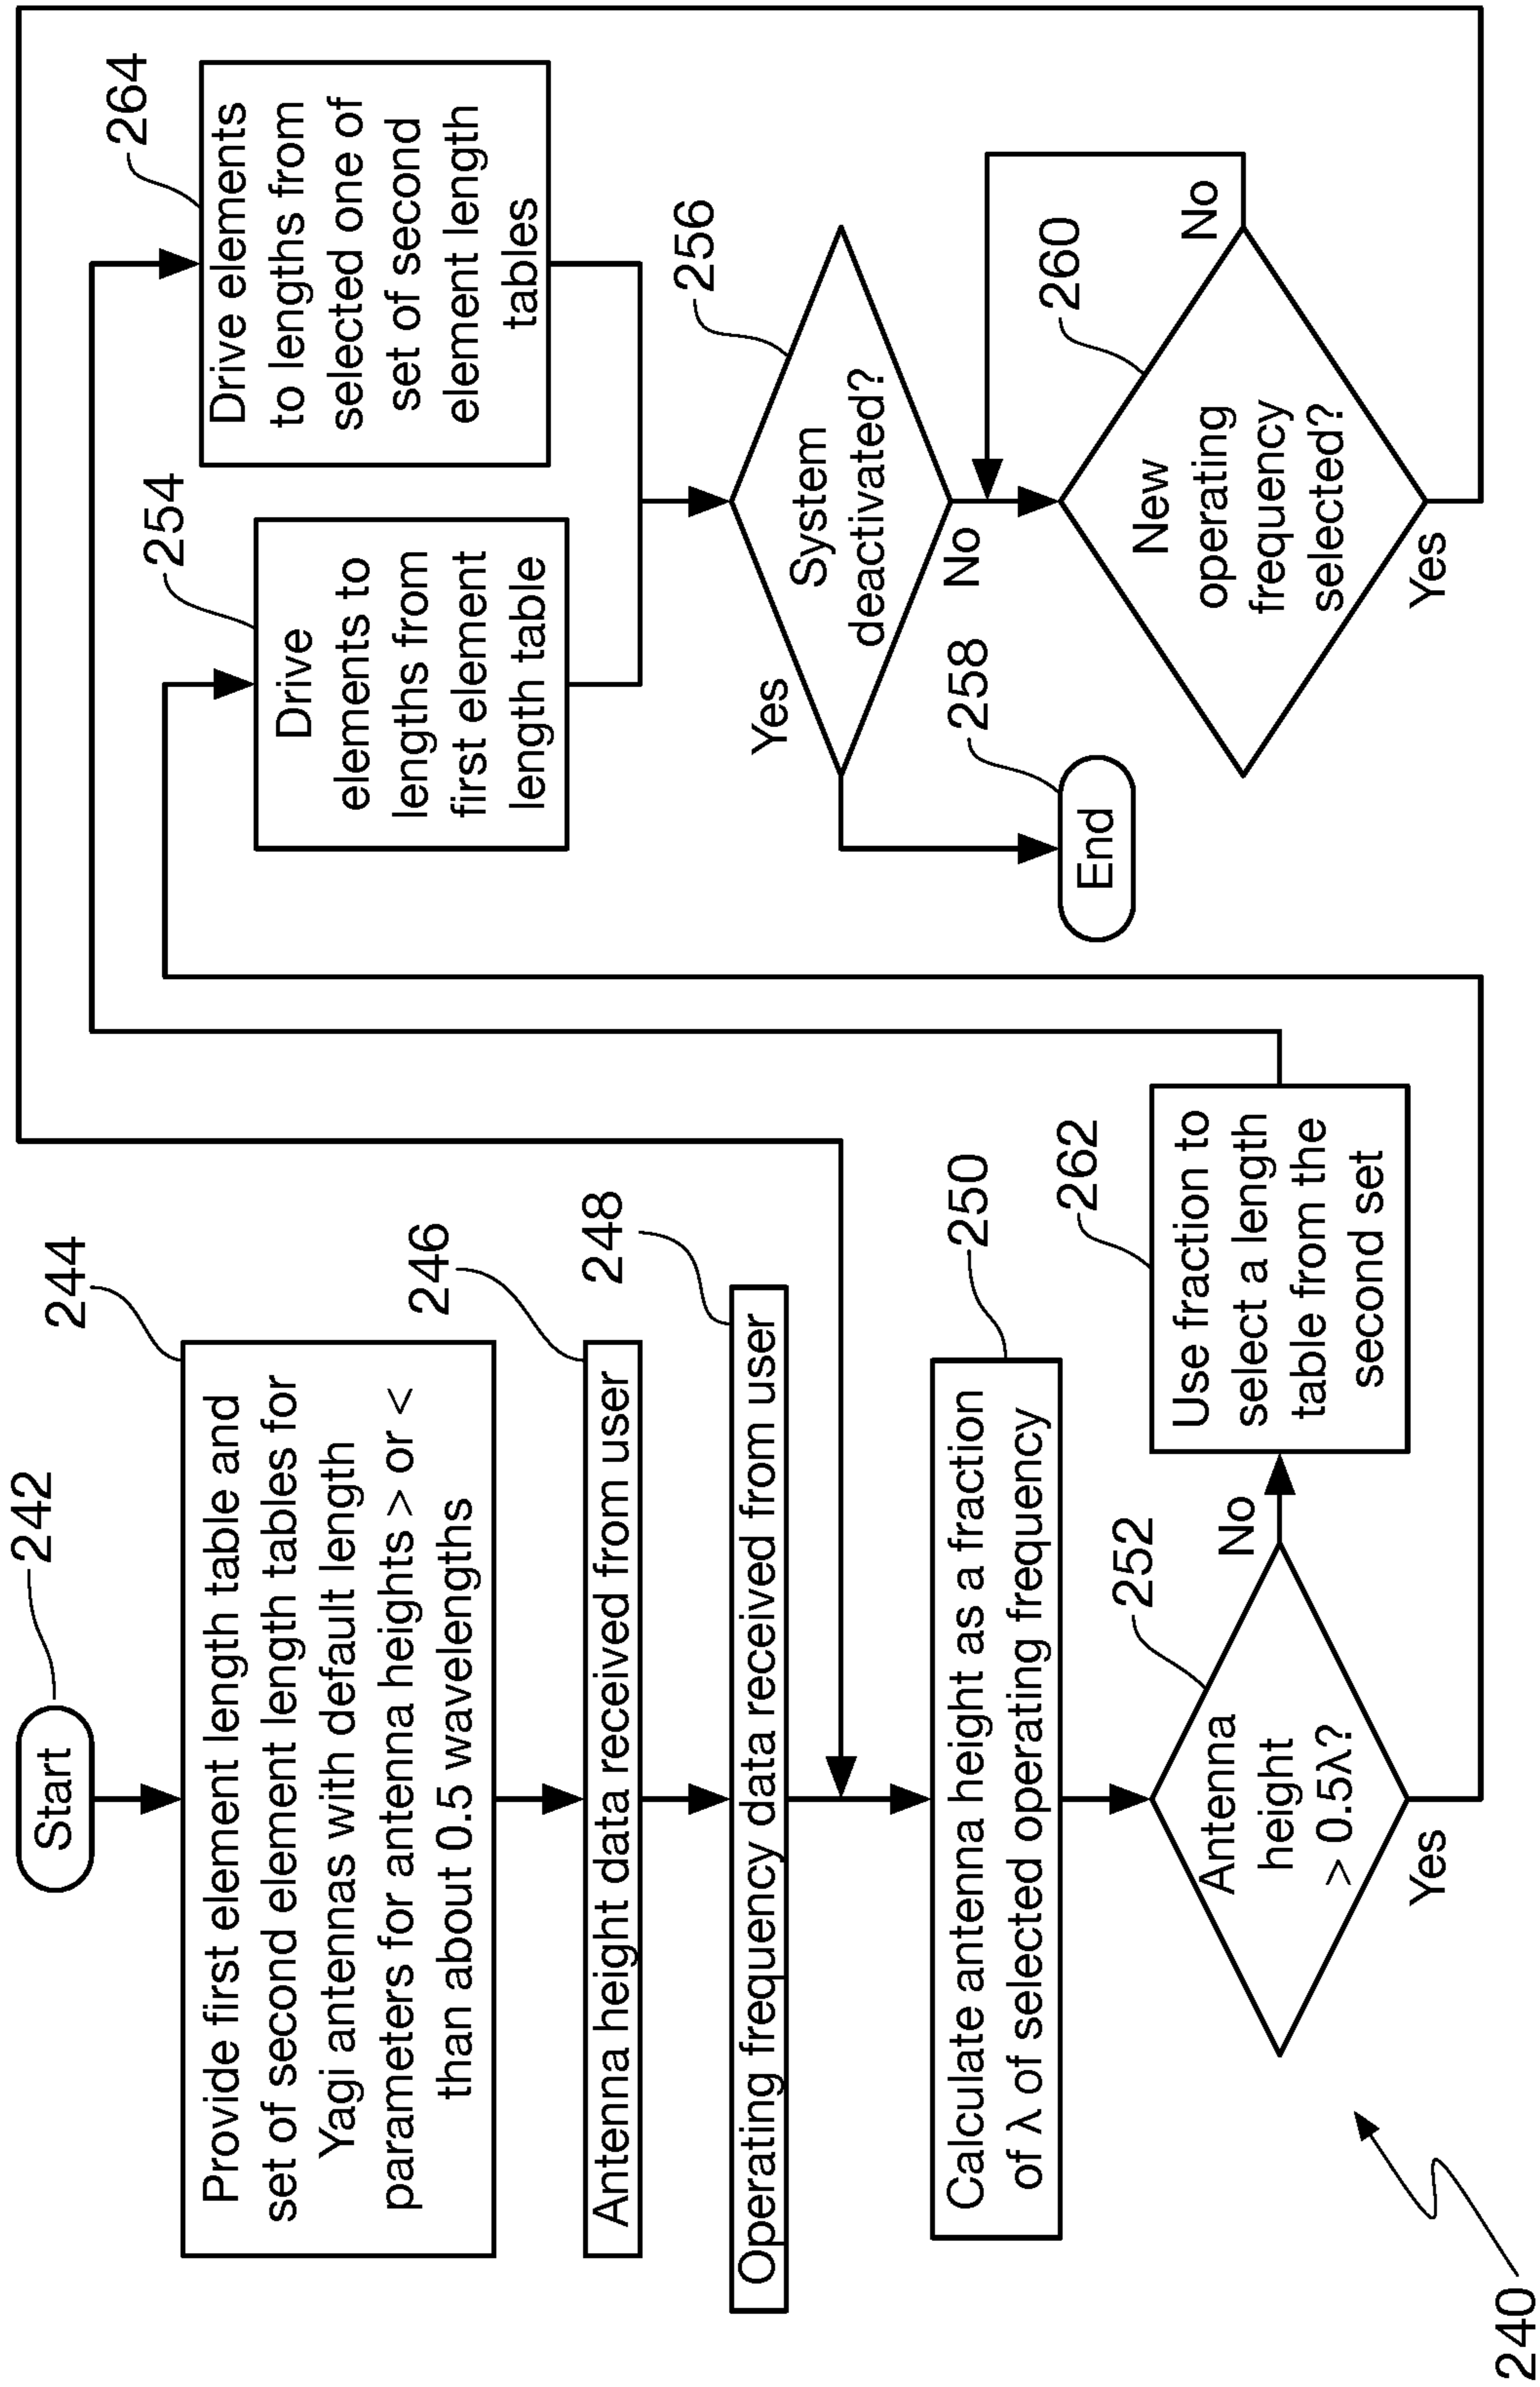 242
Start
244
Provide first element length table and
set of second element length tables for
Yagi antennas with default length
parameters for antenna heights > or <
than about 0.5 wavelengths
246
Antenna height data received from user
248
Operating frequency data received from user
250
Calculate antenna height as a fraction
of λ of selected operating frequency
252
Antenna
height
> 0.5λ?
No
Yes
262
Use fraction to
select a length
table from the
second set
254
Drive
elements to
lengths from
first element
length table
264
Drive elements
to lengths from
selected one of
set of second
element length
tables
256
System
deactivated?
Yes
No
258
End
260
New
operating
frequency
selected?
No
Yes
240